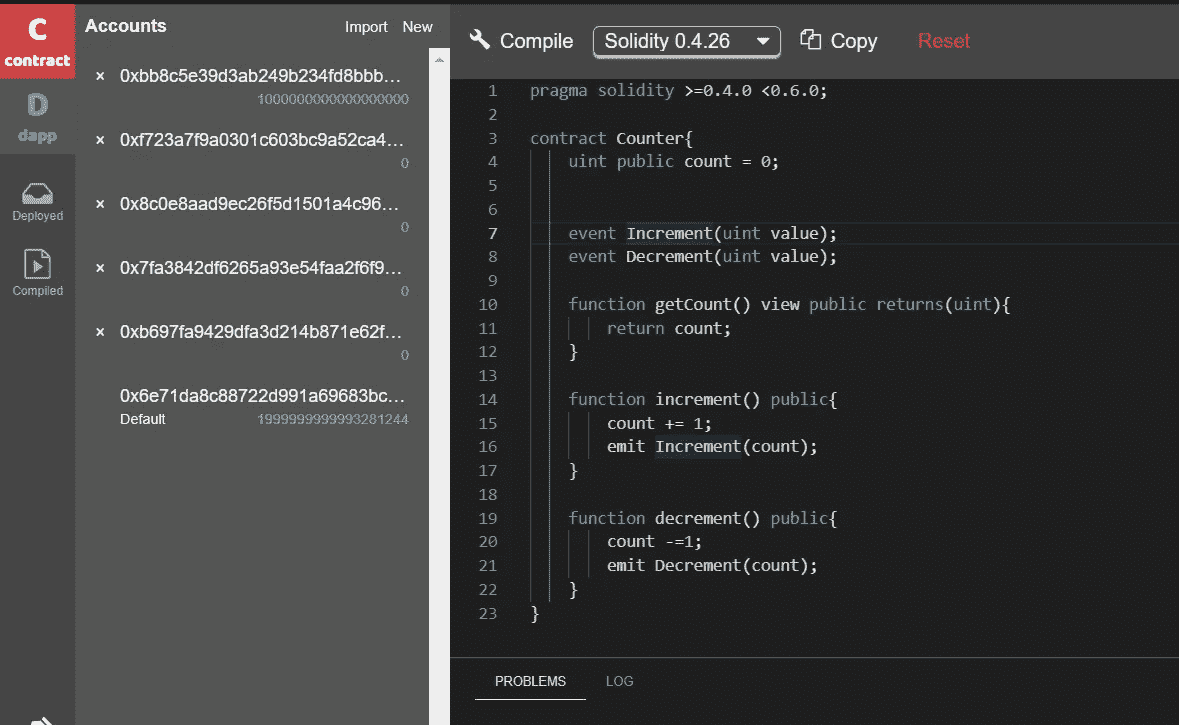 C
contract
D
dapp
Deployed
Compiled
Accounts
Import New
× 0xbb8c5e39d3ab249b234fd8bbb...
1000000000000000000
× 0xf723a7f9a0301c603bc9a52ca4...
0
× 0x8c0e8aad9ec26f5d1501a4c96...
0
× 0x7fa3842df6265a93e54faa2f6f9...
0
× 0xb697fa9429dfa3d214b871e62f...
0
0x6e71da8c88722d991a69683bc...
Default 1999999999993281244
Compile Solidity 0.4.26 Copy Reset
1 pragma solidity >=0.4.0 <0.6.0;
2
3 contract Counter{
4 uint public count = 0;
5
6
7 event Increment(uint value);
8 event Decrement(uint value);
9
10 function getCount() view public returns(uint){
11 return count;
12 }
13
14 function increment() public{
15 count += 1;
16 emit Increment(count);
17 }
18
19 function decrement() public{
20 count -=1;
21 emit Decrement(count);
22 }
23 }
PROBLEMS LOG